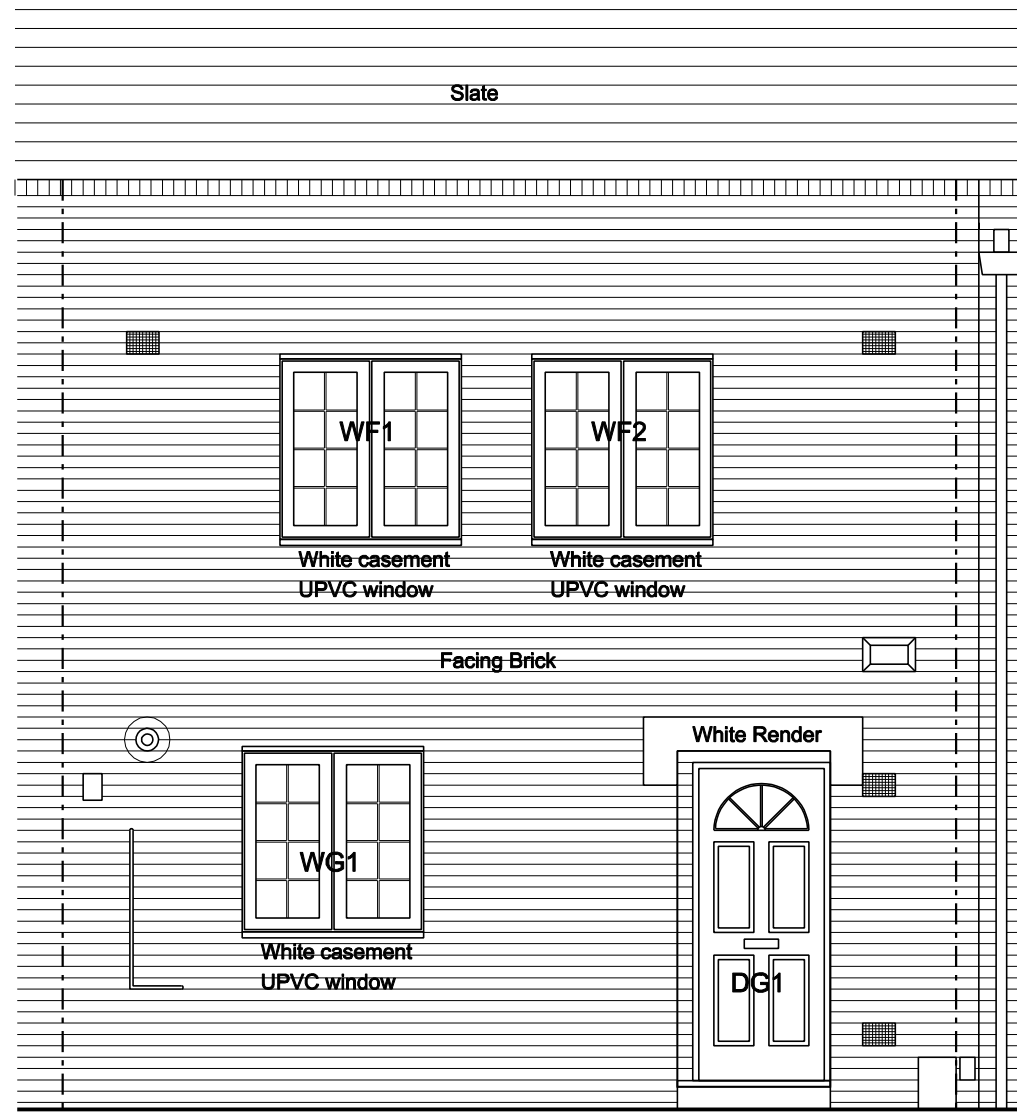 Slate
WF1
WF2
White casement
UPVC window
White casement
UPVC window
Facing Brick
White Render
WG1
White casement
UPVC window
DG1